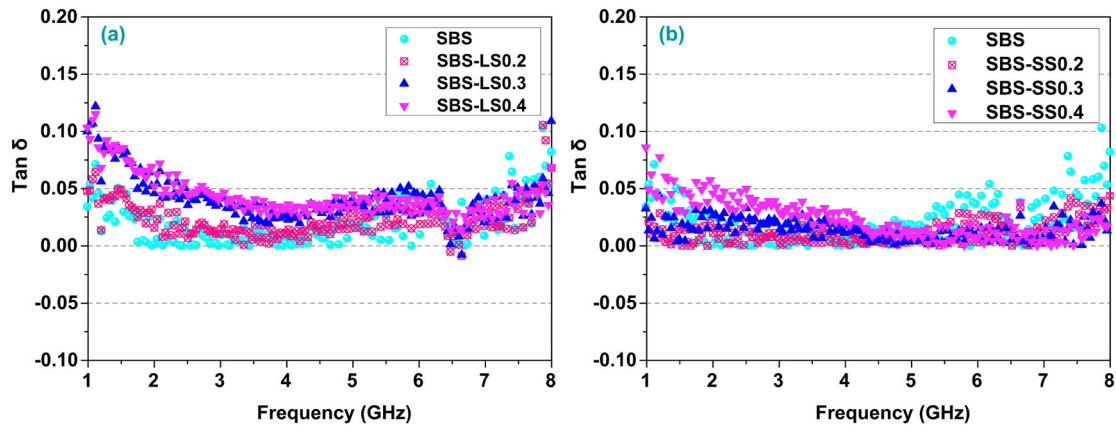 (a)
SBS
SBS-LS0.2
SBS-LS0.3
SBS-LS0.4
Tan δ
0.20
0.15
0.10
0.05
0.00
-0.05
-0.10
1 2 3 4 5 6 7 8
Frequency (GHz)
(b)
SBS
SBS-SS0.2
SBS-SS0.3
SBS-SS0.4
Tan δ
0.20
0.15
0.10
0.05
0.00
-0.05
-0.10
1 2 3 4 5 6 7 8
Frequency (GHz)